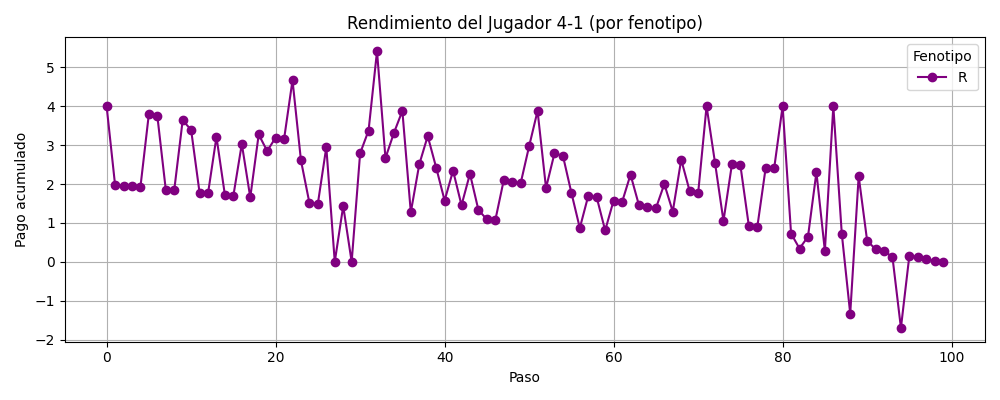 Rendimiento del Jugador 4-1 (por fenotipo)
Fenotipo
R
Pago acumulado
5
4
3
2
1
0
−1
−2
0 20 40 60 80 100
Paso